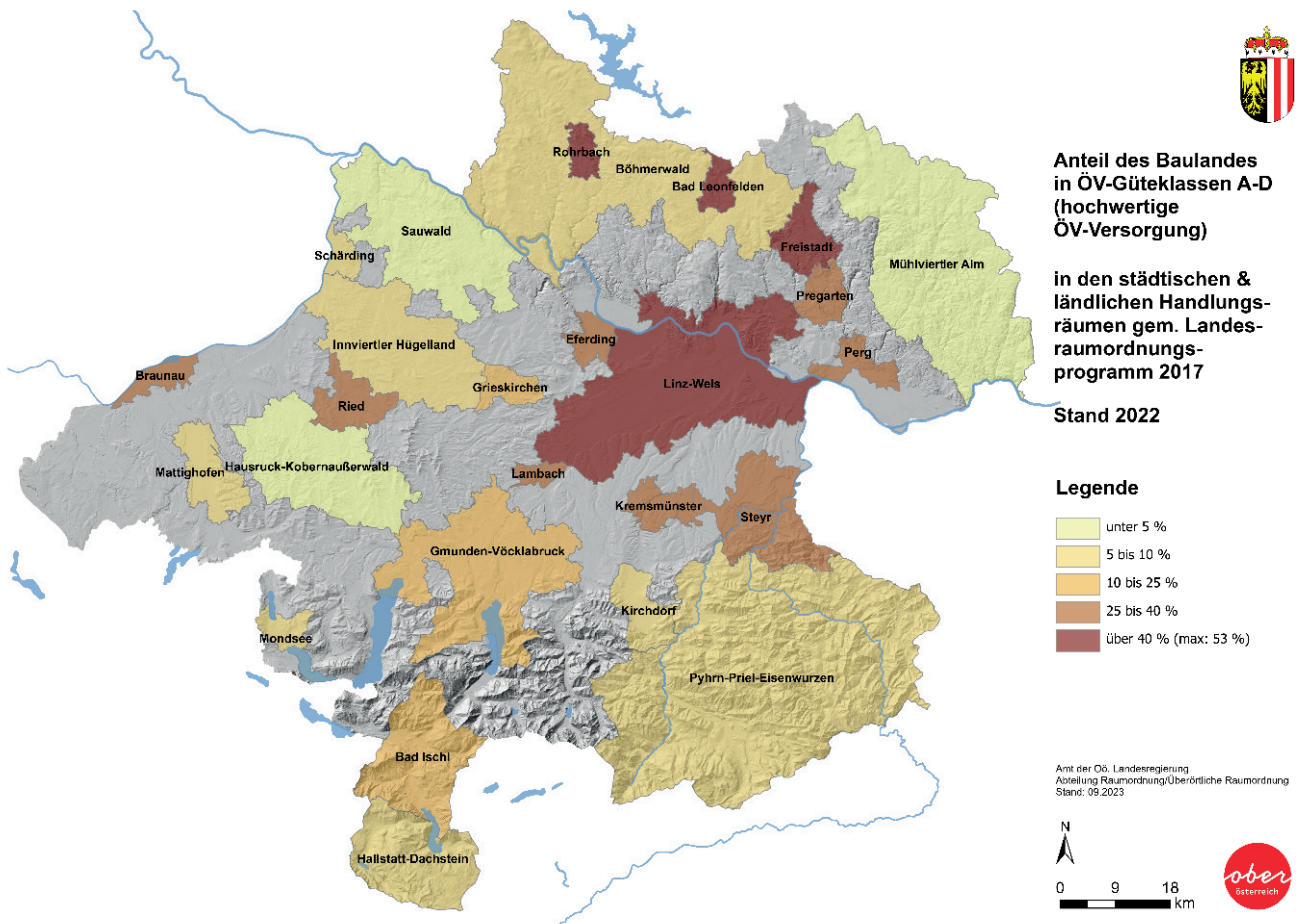 Anteil des Baulandes
in ÖV-Güteklassen A-D
(hochwertige
ÖV-Versorgung)
in den städtischen &
ländlichen Handlungs-
räumen gem. Landes-
raumordnungs-
programm 2017
Stand 2022
Legende
unter 5 %
5 bis 10 %
10 bis 25 %
25 bis 40 %
über 40 % (max: 53 %)
Rohrbach
Böhmerwald
Bad Leonfelden
Sauwald
Freistadt
Schärding
Mühlviertler Alm
Pregarten
Eferding
Innviertler Hügelland
Perg
Braunau
Linz-Wels
Grieskirchen
Ried
Mattighofen
Hausruck-Kobernaußerwald
Lambach
Kremsmünster
Steyr
Gmunden-Vöcklabruck
Kirchdorf
Mondsee
Pyhrn-Priel-Eisenwurzen
Bad Ischl
Hallstatt-Dachstein
Amt der Oö. Landesregierung
Abteilung Raumordnung/Überörtliche Raumordnung
Stand: 09.2023
N
0 9 18
km
ober
österreich